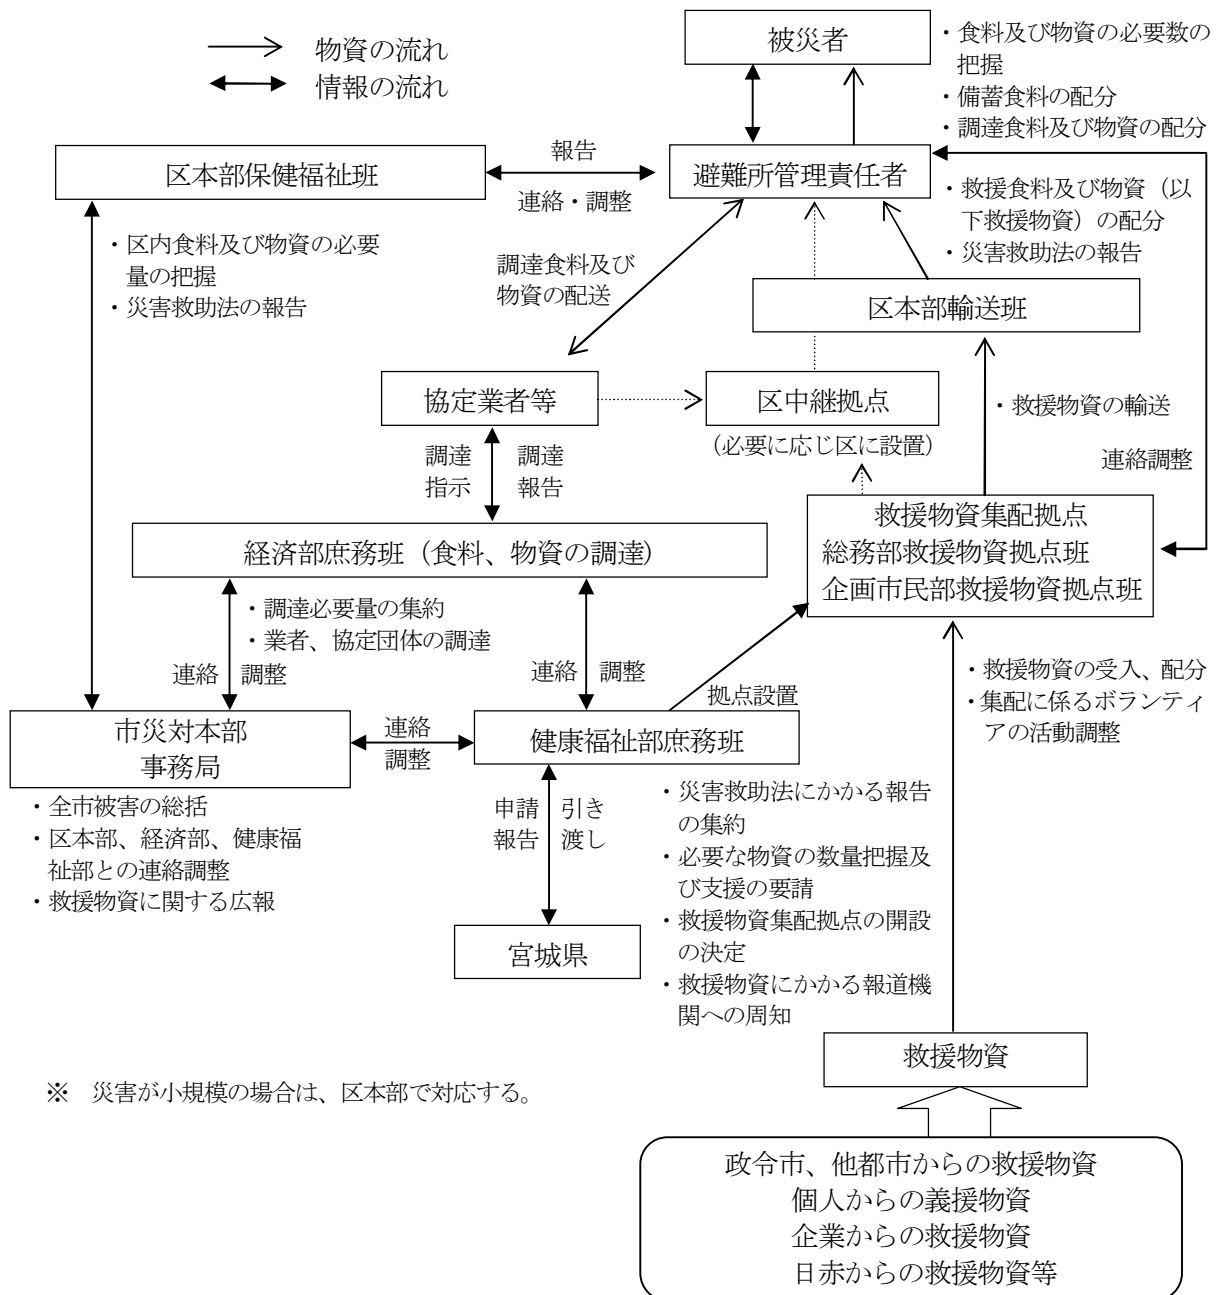 物資の流れ
情報の流れ
被災者
・食料及び物資の必要数の
把握
・備蓄食料の配分
・調達食料及び物資の配分
区本部保健福祉班
報告
連絡・調整
避難所管理責任者
・救援食料及び物資（以
下救援物資）の配分
・災害救助法の報告
・区内食料及び物資の必要
量の把握
・災害救助法の報告
調達食料及び
物資の配送
区本部輸送班
協定業者等
区中継拠点
（必要に応じ区に設置）
・救援物資の輸送
連絡調整
調達
指示
調達
報告
救援物資集配拠点
総務部救援物資拠点班
企画市民部救援物資拠点班
経済部庶務班（食料、物資の調達）
・調達必要量の集約
・業者、協定団体の調達
連絡 調整
連絡 調整
拠点設置
・救援物資の受入、配分
・集配に係るボランティ
アの活動調整
市災対本部
事務局
連絡
調整
健康福祉部庶務班
・全市被害の総括
・区本部、経済部、健康福
祉部との連絡調整
・救援物資に関する広報
申請
報告
引き
渡し
・災害救助法にかかる報告
の集約
・必要な物資の数量把握及
び支援の要請
・救援物資集配拠点の開設
の決定
・救援物資にかかる報道機
関への周知
宮城県
救援物資
※　災害が小規模の場合は、区本部で対応する。
政令市、他都市からの救援物資
個人からの義援物資
企業からの救援物資
日赤からの救援物資等